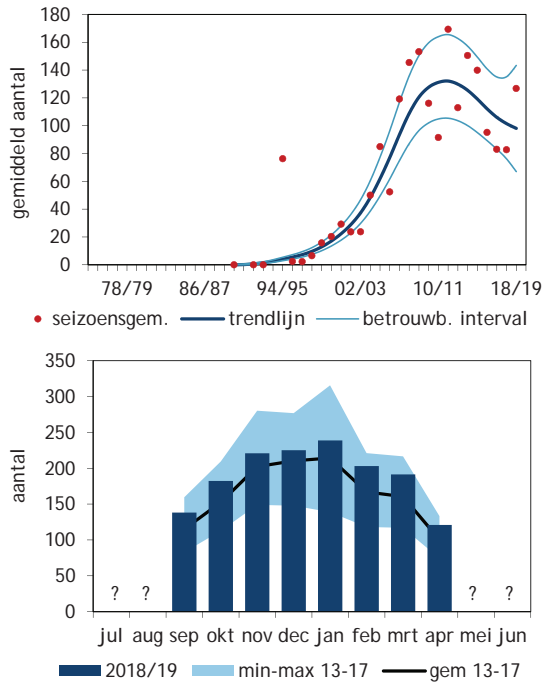 180
160
140
120
100
80
60
40
20
0
gemiddeld aantal
78/79 86/87 94/95 02/03 10/11 18/19
seizoensgem. trendlijn betrouwb. interval
350
300
250
200
150
100
50
0
aantal
? ? ? ?
jul aug sep okt nov dec jan feb mrt apr mei jun
2018/19 min-max 13-17 gem 13-17